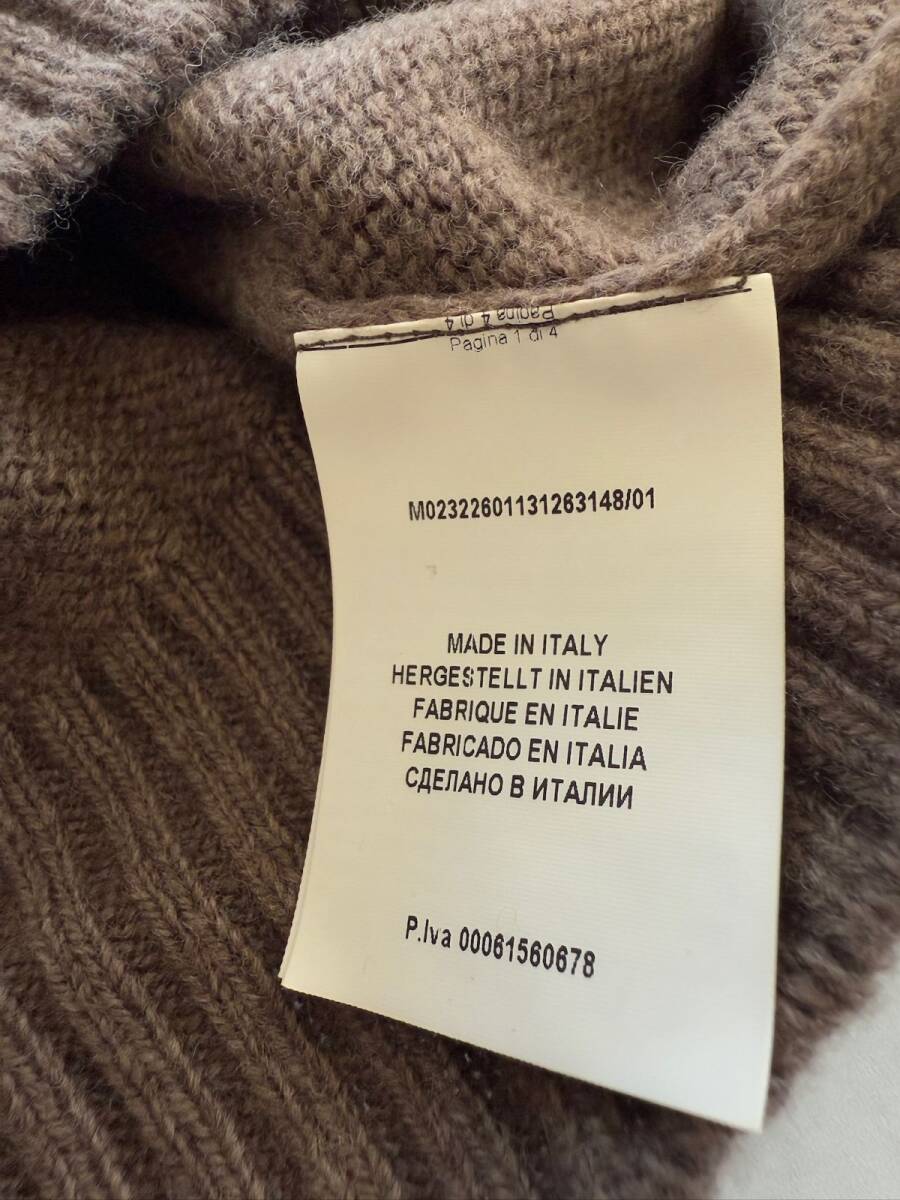 Pagina 4 di 4
Pagina 1 di 4
M02322601131263148/01
MADE IN ITALY
HERGESTELLT IN ITALIEN
FABRIQUE EN ITALIE
FABRICADO EN ITALIA
СДЕЛАНО В ИТАЛИИ
P.Iva 00061560678